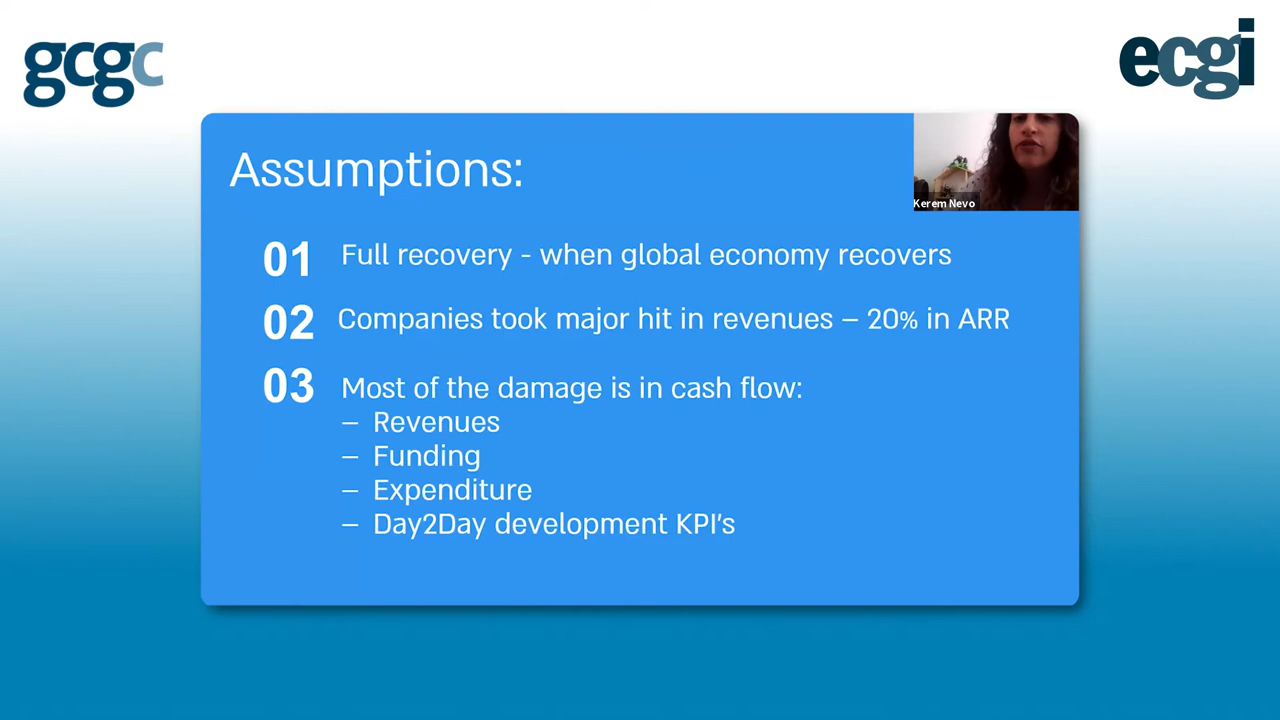 gcgc
ecgi
Assumptions:
Kerem Nevo
01 Full recovery - when global economy recovers
02 Companies took major hit in revenues – 20% in ARR
03 Most of the damage is in cash flow:
– Revenues
– Funding
– Expenditure
– Day2Day development KPI's